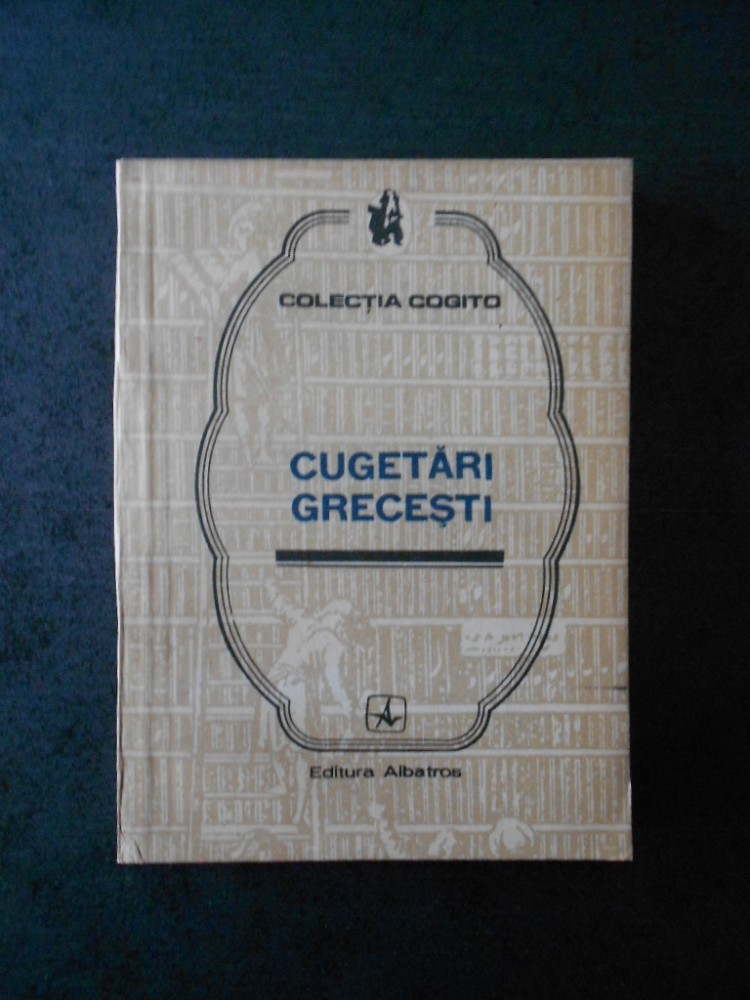 COLECȚIA COGITO
CUGETĂRI
GRECEȘTI
A
Editura Albatros